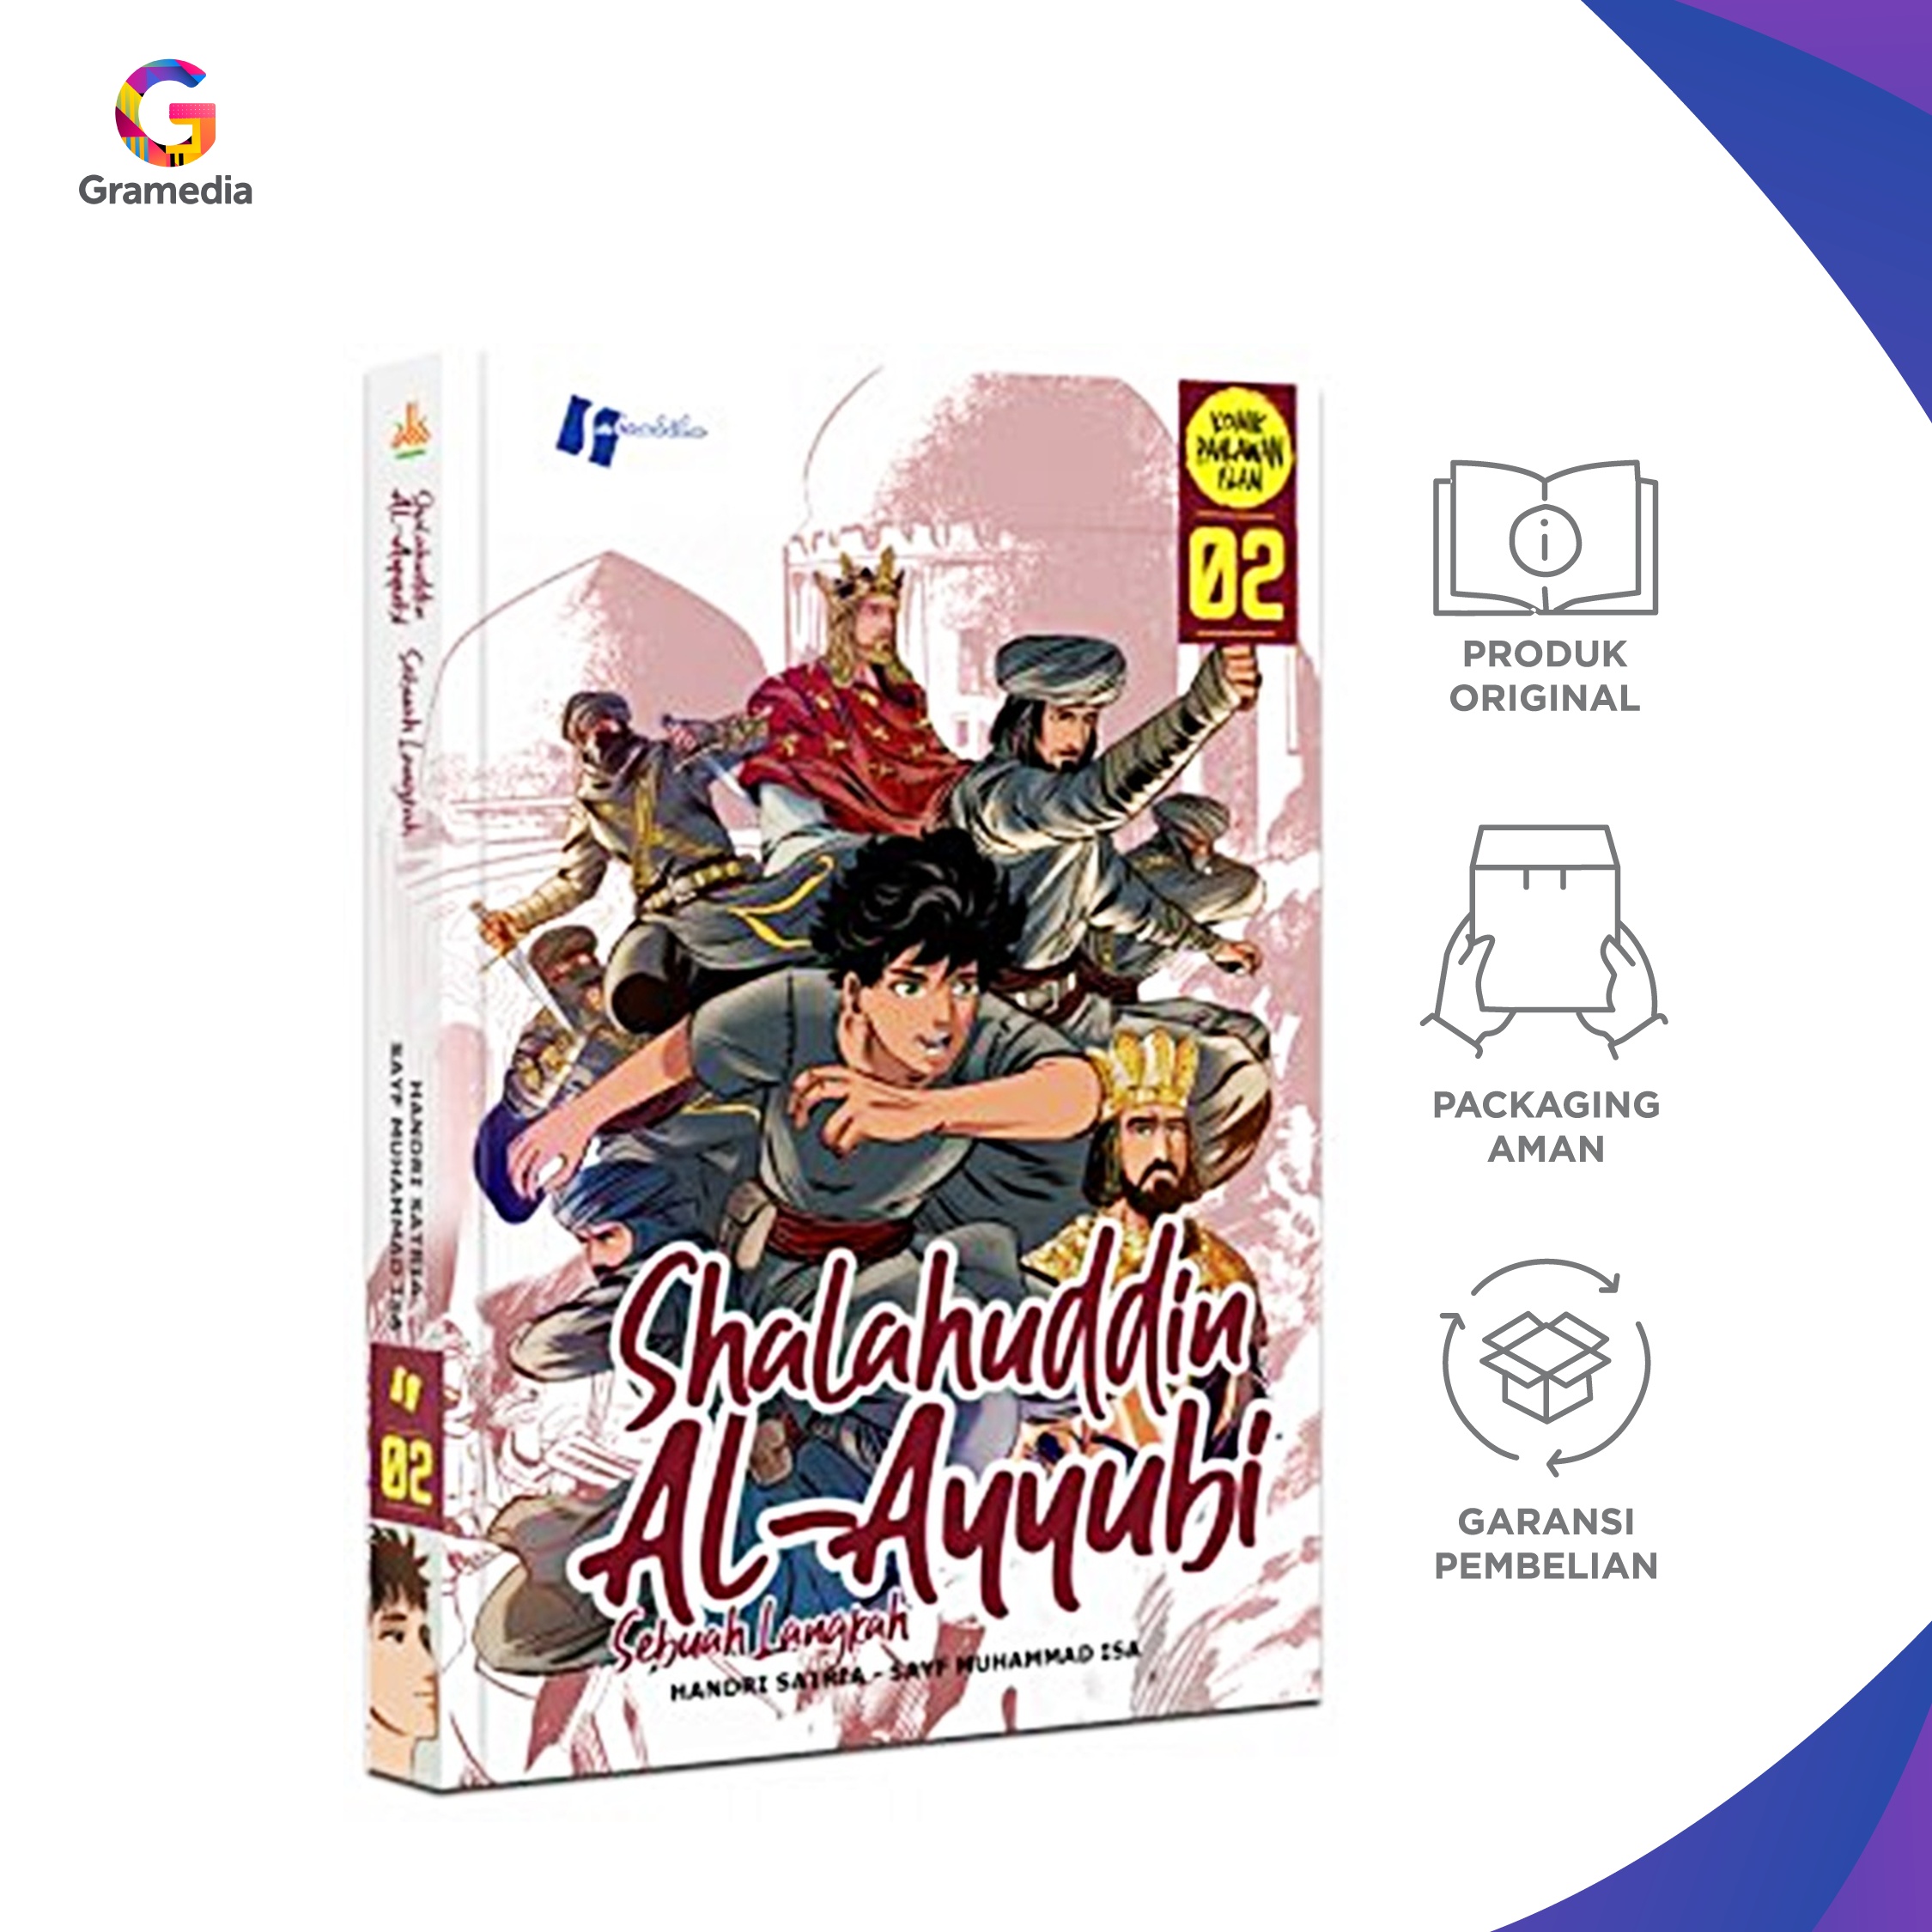 Gramedia
KOMIK
PAHLAWAN
ISLAM
02
Shalahuddin
Al-Ayyubi
Sebuah Langkah
HANDRI SATRIA - SAYF MUHAMMAD ISA
Shalahuddin
Al-Ayyubi
Sebuah Langkah
HANDRI SATRIA
SAYF MUHAMMAD ISA
02
PRODUK
ORIGINAL
PACKAGING
AMAN
GARANSI
PEMBELIAN